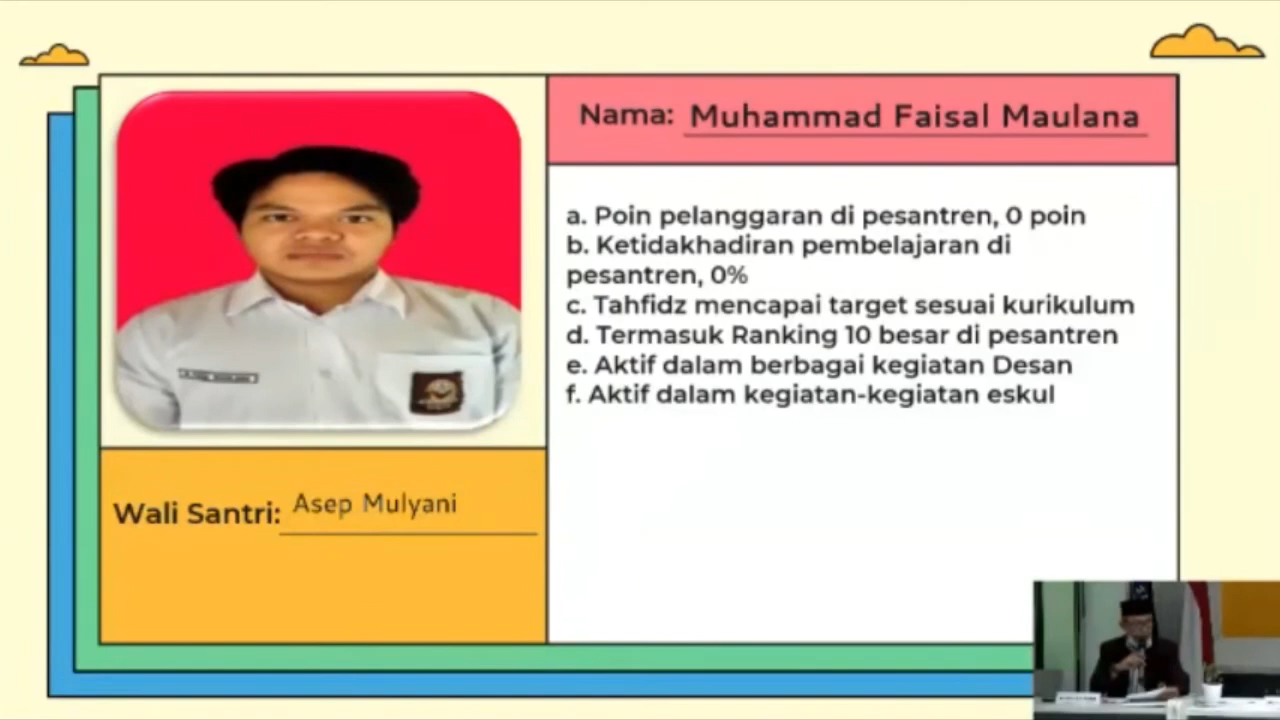 Nama: Muhammad Faisal Maulana
a. Poin pelanggaran di pesantren, 0 poin
b. Ketidakhadiran pembelajaran di
pesantren, 0%
c. Tahfidz mencapai target sesuai kurikulum
d. Termasuk Ranking 10 besar di pesantren
e. Aktif dalam berbagai kegiatan Desan
f. Aktif dalam kegiatan-kegiatan eskul
Wali Santri: Asep Mulyani